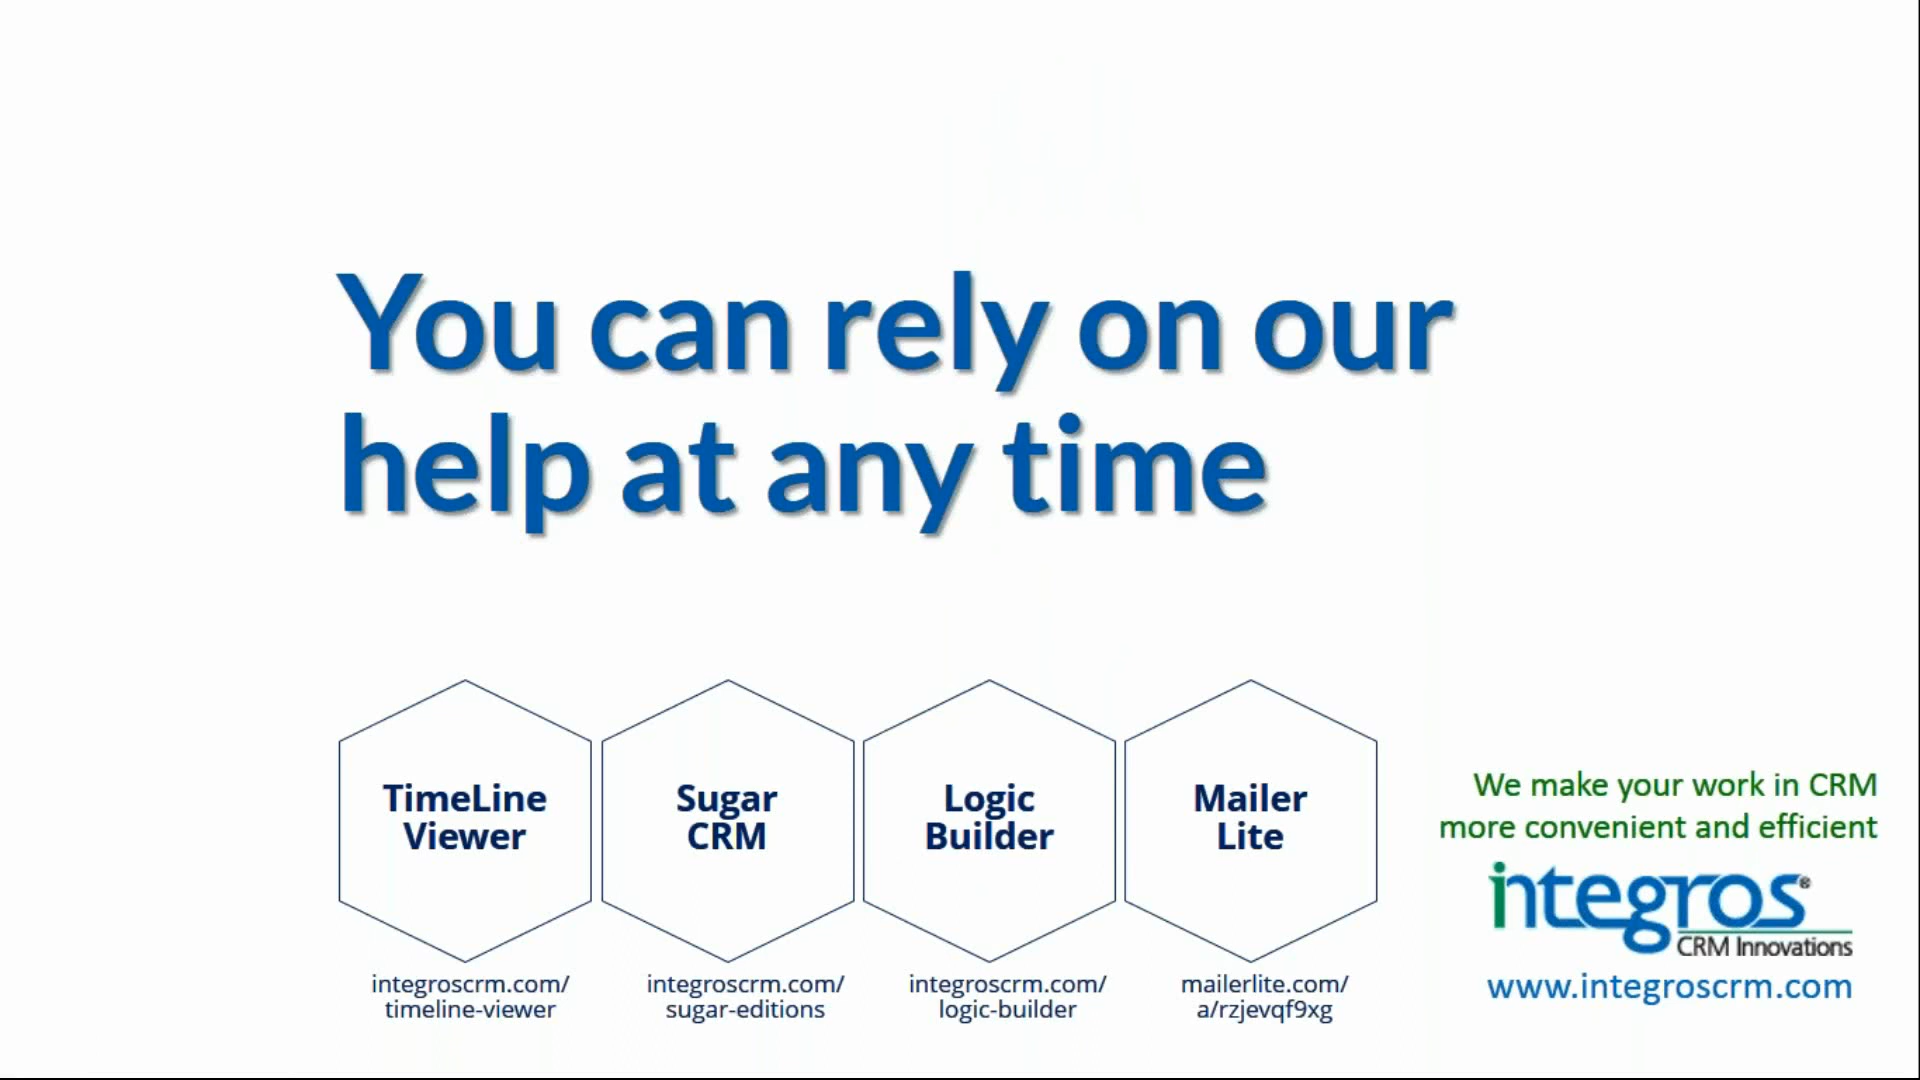 You can rely on our
help at any time
TimeLine
Viewer
integroscrm.com/
timeline-viewer
Sugar
CRM
integroscrm.com/
sugar-editions
Logic
Builder
integroscrm.com/
logic-builder
Mailer
Lite
mailerlite.com/
a/rzjevqf9xg
We make your work in CRM
more convenient and efficient
integros®
CRM Innovations
www.integroscrm.com